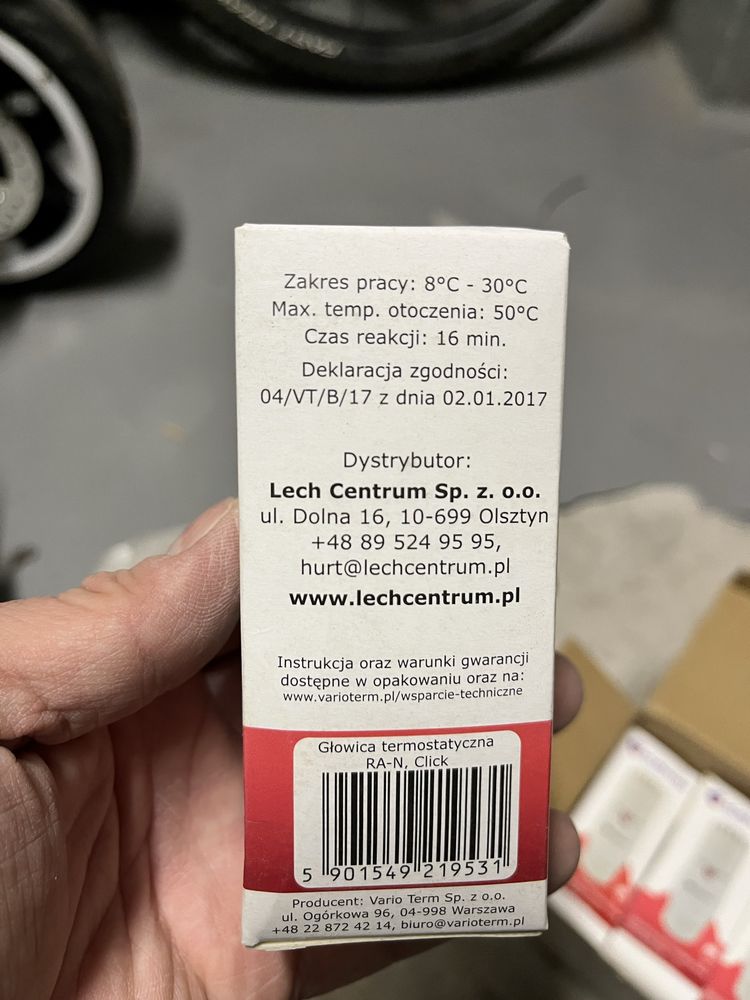 Zakres pracy: 8°C - 30°C
Max. temp. otoczenia: 50°C
Czas reakcji: 16 min.
Deklaracja zgodności:
04/VT/B/17 z dnia 02.01.2017
Dystrybutor:
Lech Centrum Sp. z. o.o.
ul. Dolna 16, 10-699 Olsztyn
+48 89 524 95 95,
hurt@lechcentrum.pl
www.lechcentrum.pl
Instrukcja oraz warunki gwarancji
dostępne w opakowaniu oraz na:
www.varioterm.pl/wsparcie-techniczne
Głowica termostatyczna
RA-N, Click
5 901549 219531
Producent: Vario Term Sp. z o.o.
ul. Ogórkowa 96, 04-998 Warszawa
+48 22 872 42 14, biuro@varioterm.pl